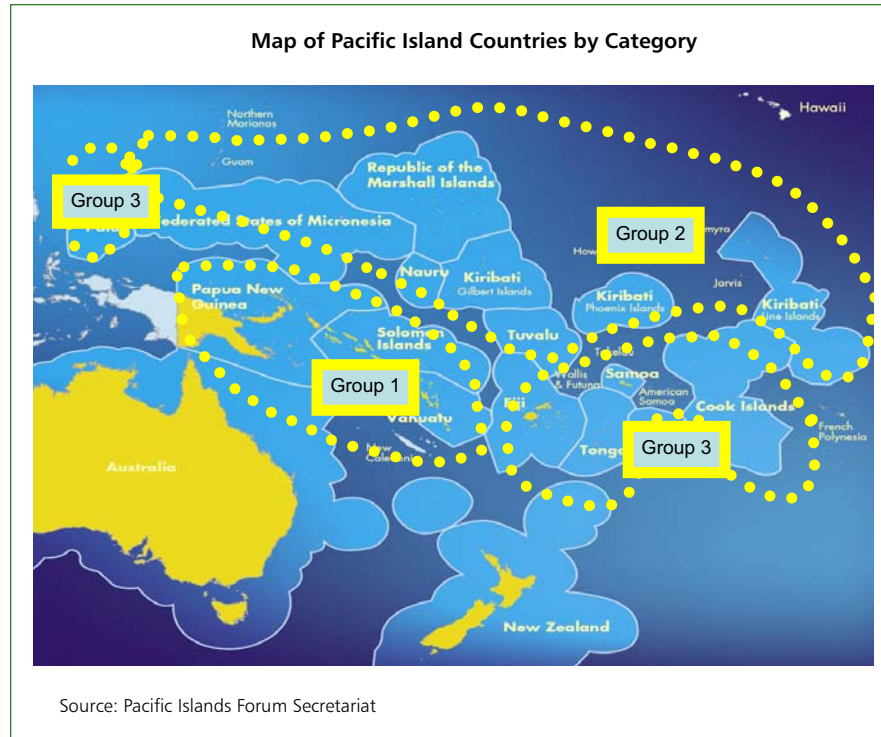 Map of Pacific Island Countries by Category
Hawaii
Northern
Marianas
Guam
Republic of the
Marshall Islands
Group 3
Federated States of Micronesia
Group 2
Nauru
Kiribati
Gilbert Islands
Jarvis
Papua New
Guinea
Kiribati
Phoenix Islands
Kiribati
Line Islands
Solomon
Islands
Tuvalu
Tokelau
Wallis
& Futuna
Samoa
American
Samoa
Group 1
Vanuatu
Fiji
Cook Islands
French
Polynesia
New
Caledonia
Tonga
Group 3
Australia
New Zealand
Source: Pacific Islands Forum Secretariat